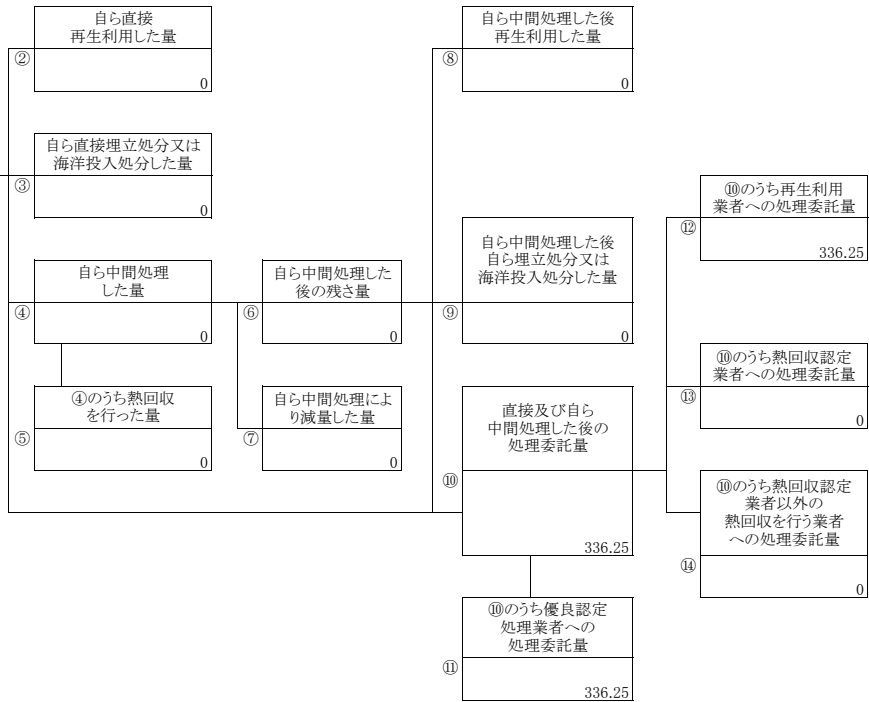 自ら直接
再生利用した量
②
0
自ら直接埋立処分又は
海洋投入処分した量
③
0
自ら中間処理
した量
④
0
④のうち熱回収
を行った量
⑤
0
自ら中間処理した
後の残さ量
⑥
0
自ら中間処理によ
り減量した量
⑦
0
自ら中間処理した後
再生利用した量
⑧
0
自ら中間処理した後
自ら埋立処分又は
海洋投入処分した量
⑨
0
直接及び自ら
中間処理した後の
処理委託量
⑩
336.25
⑩のうち優良認定
処理業者への
処理委託量
⑪
336.25
⑩のうち再生利用
業者への処理委託量
⑫
336.25
⑩のうち熱回収認定
業者への処理委託量
⑬
0
⑩のうち熱回収認定
業者以外の
熱回収を行う業者
への処理委託量
⑭
0